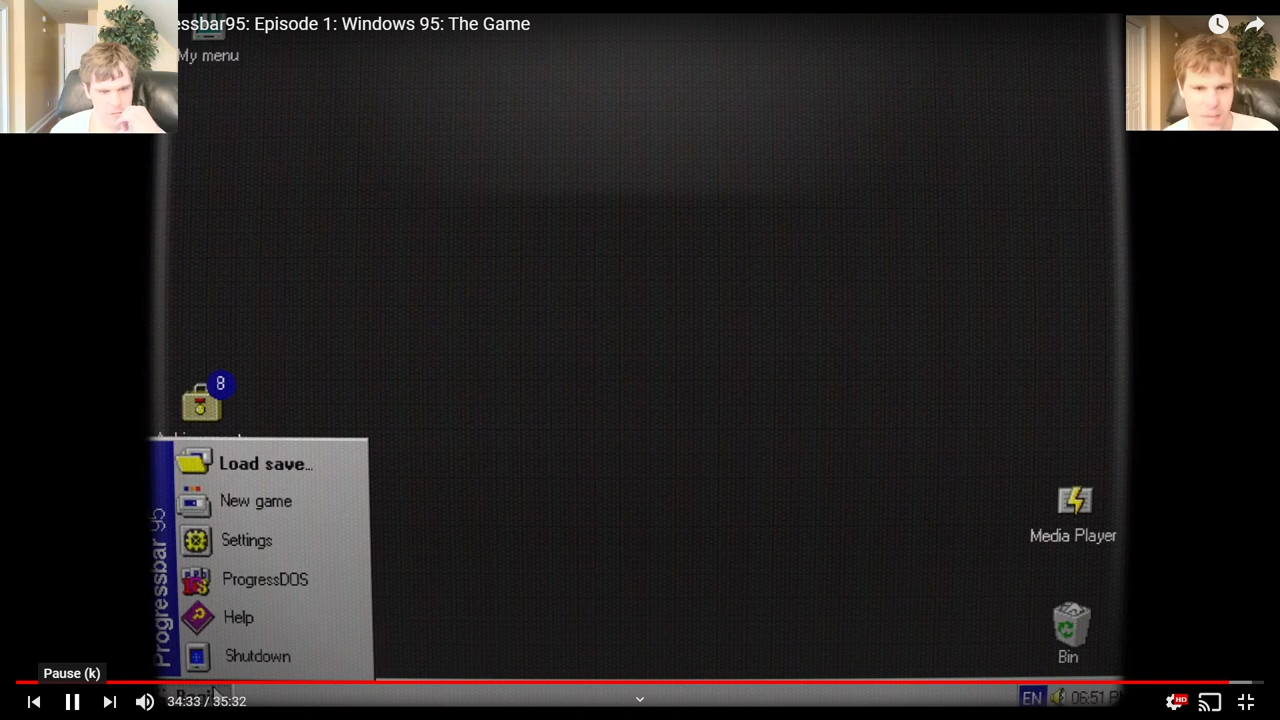 essbar95: Episode 1: Windows 95: The Game
My menu
8
Load save...
New game
Settings
ProgressDOS
Help
Shutdown
Progressbar 95
Media Player
Bin
Pause (k)
34:33 / 35:32
EN
06:51 P
HD